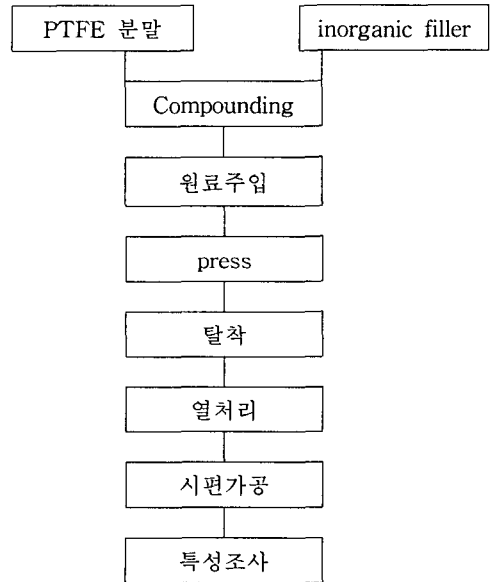 PTFE 분말
inorganic filler
Compounding
원료주입
press
탈착
열처리
시편가공
특성조사